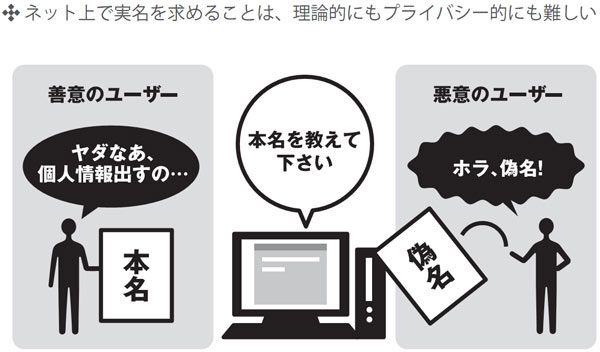 ネット上で実名を求めることは、理論的にもプライバシー的にも難しい
善意のユーザー
ヤダなあ、
個人情報出すの…
本名
本名を教えて
下さい
悪意のユーザー
ホラ、偽名!
偽名